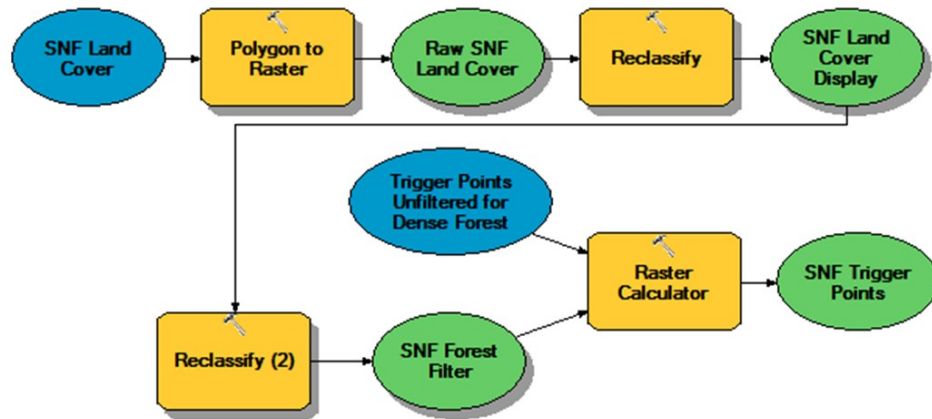 SNF Land
Cover
Polygon to
Raster
Raw SNF
Land Cover
Reclassify
SNF Land
Cover
Display
Trigger Points
Unfiltered for
Dense Forest
Raster
Calculator
SNF Trigger
Points
Reclassify (2)
SNF Forest
Filter